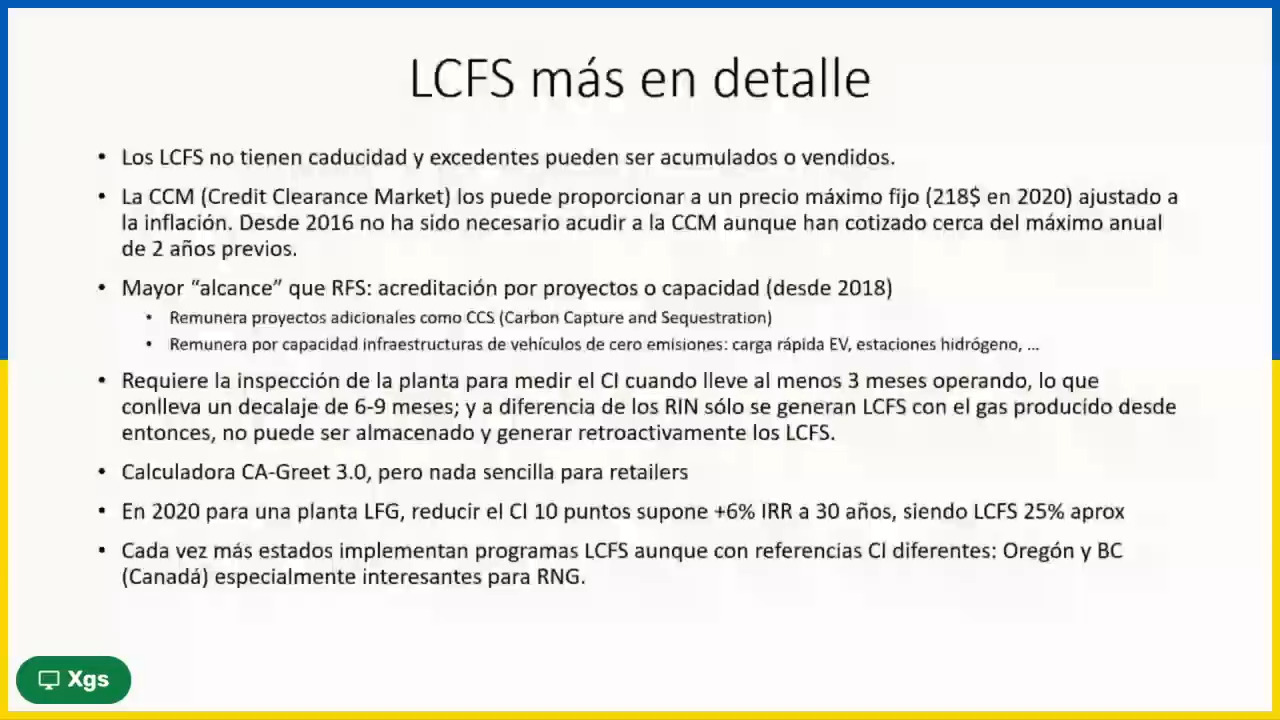 LCFS más en detalle
• Los LCFS no tienen caducidad y excedentes pueden ser acumulados o vendidos.
• La CCM (Credit Clearance Market) los puede proporcionar a un precio máximo fijo (218$ en 2020) ajustado a
la inflación. Desde 2016 no ha sido necesario acudir a la CCM aunque han cotizado cerca del máximo anual
de 2 años previos.
• Mayor “alcance” que RFS: acreditación por proyectos o capacidad (desde 2018)
• Remunera proyectos adicionales como CCS (Carbon Capture and Sequestration)
• Remunera por capacidad infraestructuras de vehículos de cero emisiones: carga rápida EV, estaciones hidrógeno, ...
• Requiere la inspección de la planta para medir el CI cuando lleve al menos 3 meses operando, lo que
conlleva un decalaje de 6-9 meses; y a diferencia de los RIN sólo se generan LCFS con el gas producido desde
entonces, no puede ser almacenado y generar retroactivamente los LCFS.
• Calculadora CA-Greet 3.0, pero nada sencilla para retailers
• En 2020 para una planta LFG, reducir el CI 10 puntos supone +6% IRR a 30 años, siendo LCFS 25% aprox
• Cada vez más estados implementan programas LCFS aunque con referencias CI diferentes: Oregón y BC
(Canadá) especialmente interesantes para RNG.
Xgs